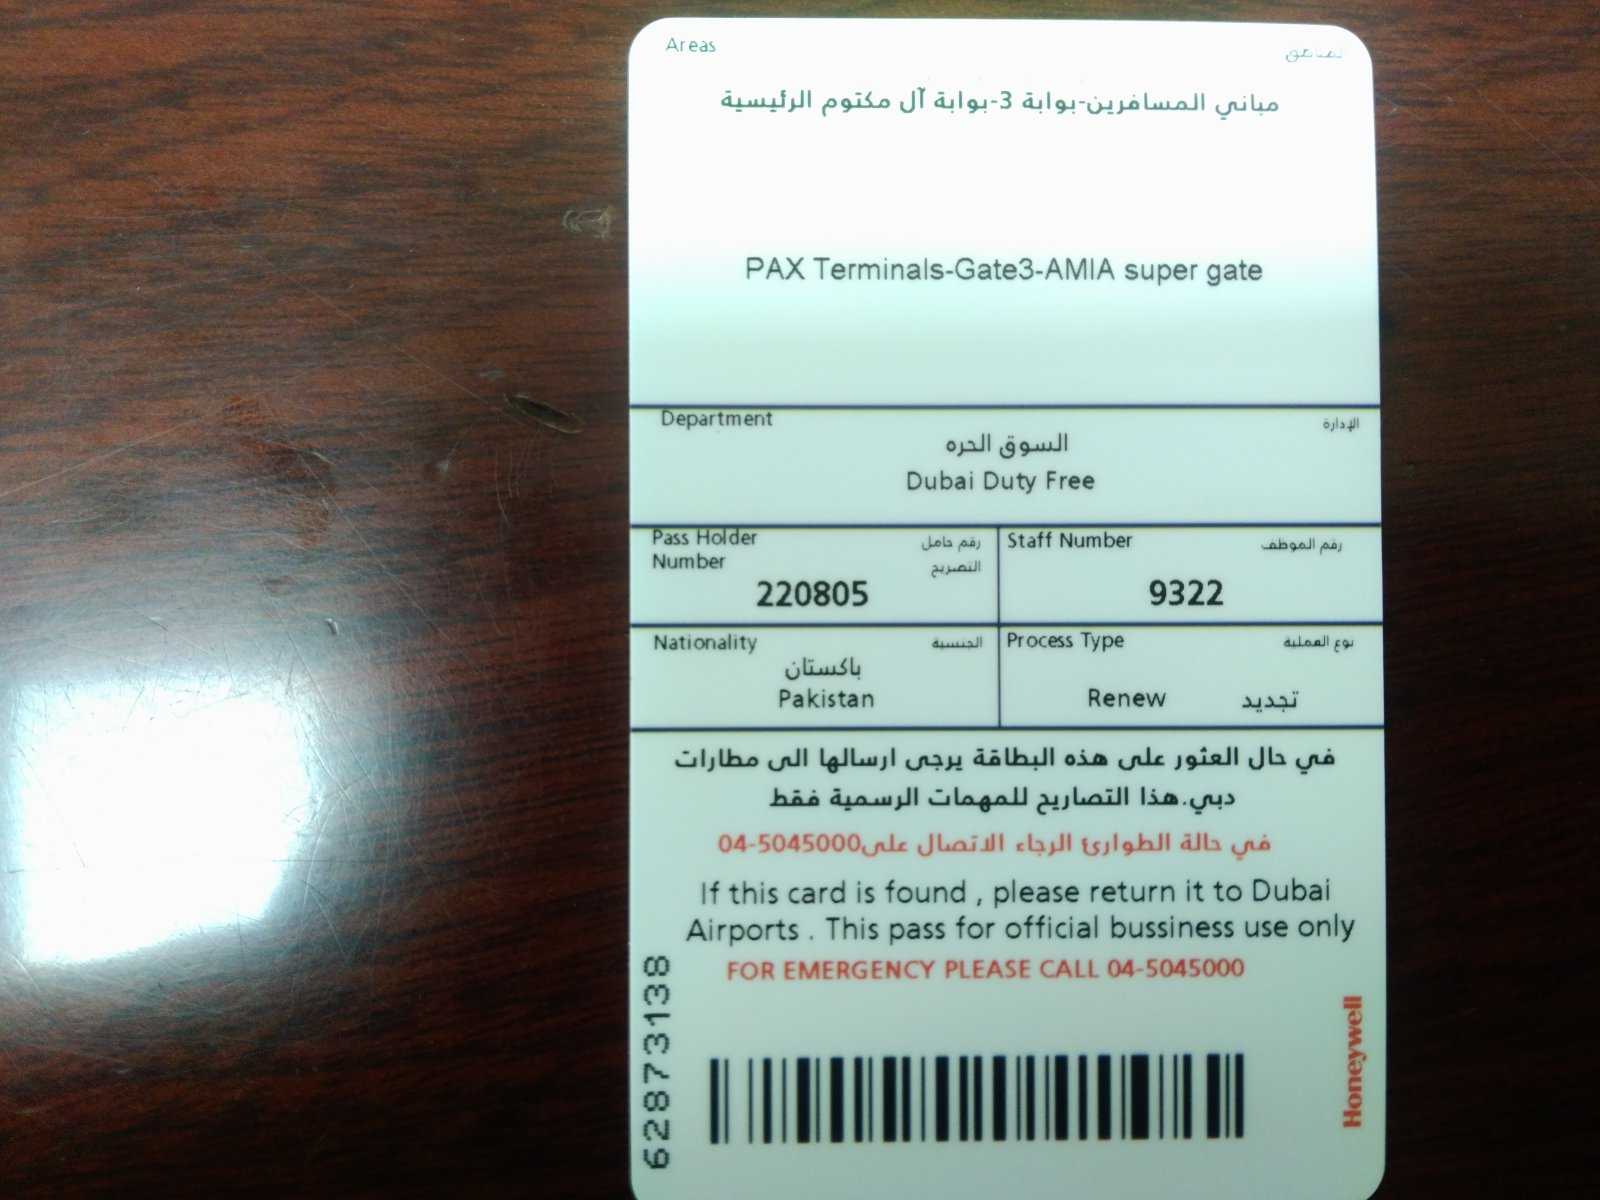 Areas المناطق
مباني المسافرين-بوابة 3-بوابة آل مكتوم الرئيسية
PAX Terminals-Gate3-AMIA super gate
Department الإدارة
السوق الحره
Dubai Duty Free
Pass Holder Number رقم حامل التصريح
220805
Staff Number رقم الموظف
9322
Nationality الجنسية
باكستان
Pakistan
Process Type نوع العملية
Renew تجديد
في حال العثور على هذه البطاقة يرجى ارسالها الى مطارات
دبي.هذا التصاريح للمهمات الرسمية فقط
في حالة الطوارئ الرجاء الاتصال على04-5045000
If this card is found , please return it to Dubai
Airports . This pass for official bussiness use only
FOR EMERGENCY PLEASE CALL 04-5045000
62873138
Honeywell